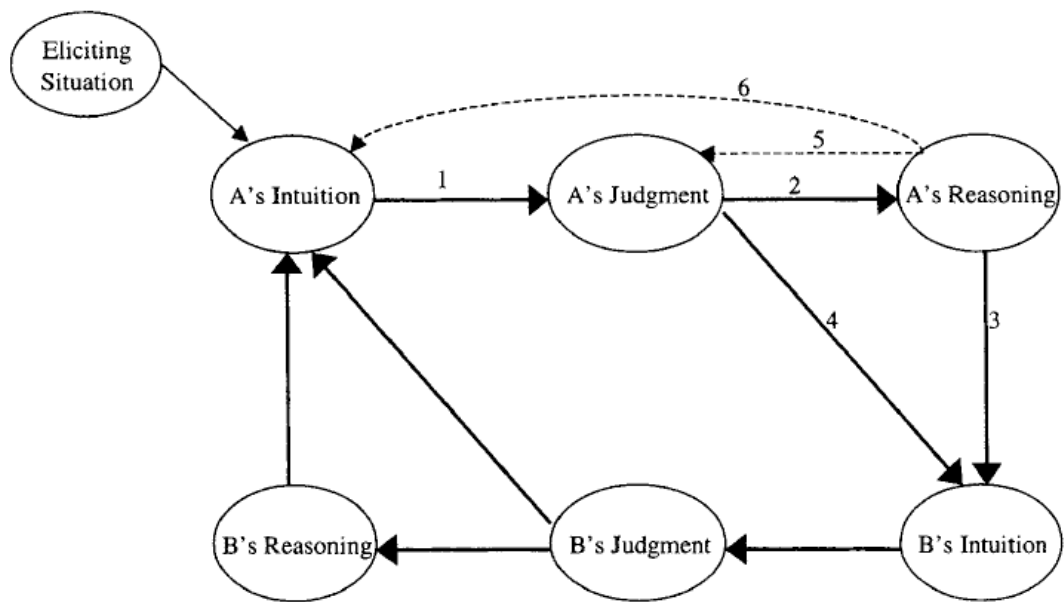 Eliciting
Situation
6
5
A's Intuition
1
A's Judgment
2
A's Reasoning
4
3
B's Reasoning
B's Judgment
B's Intuition